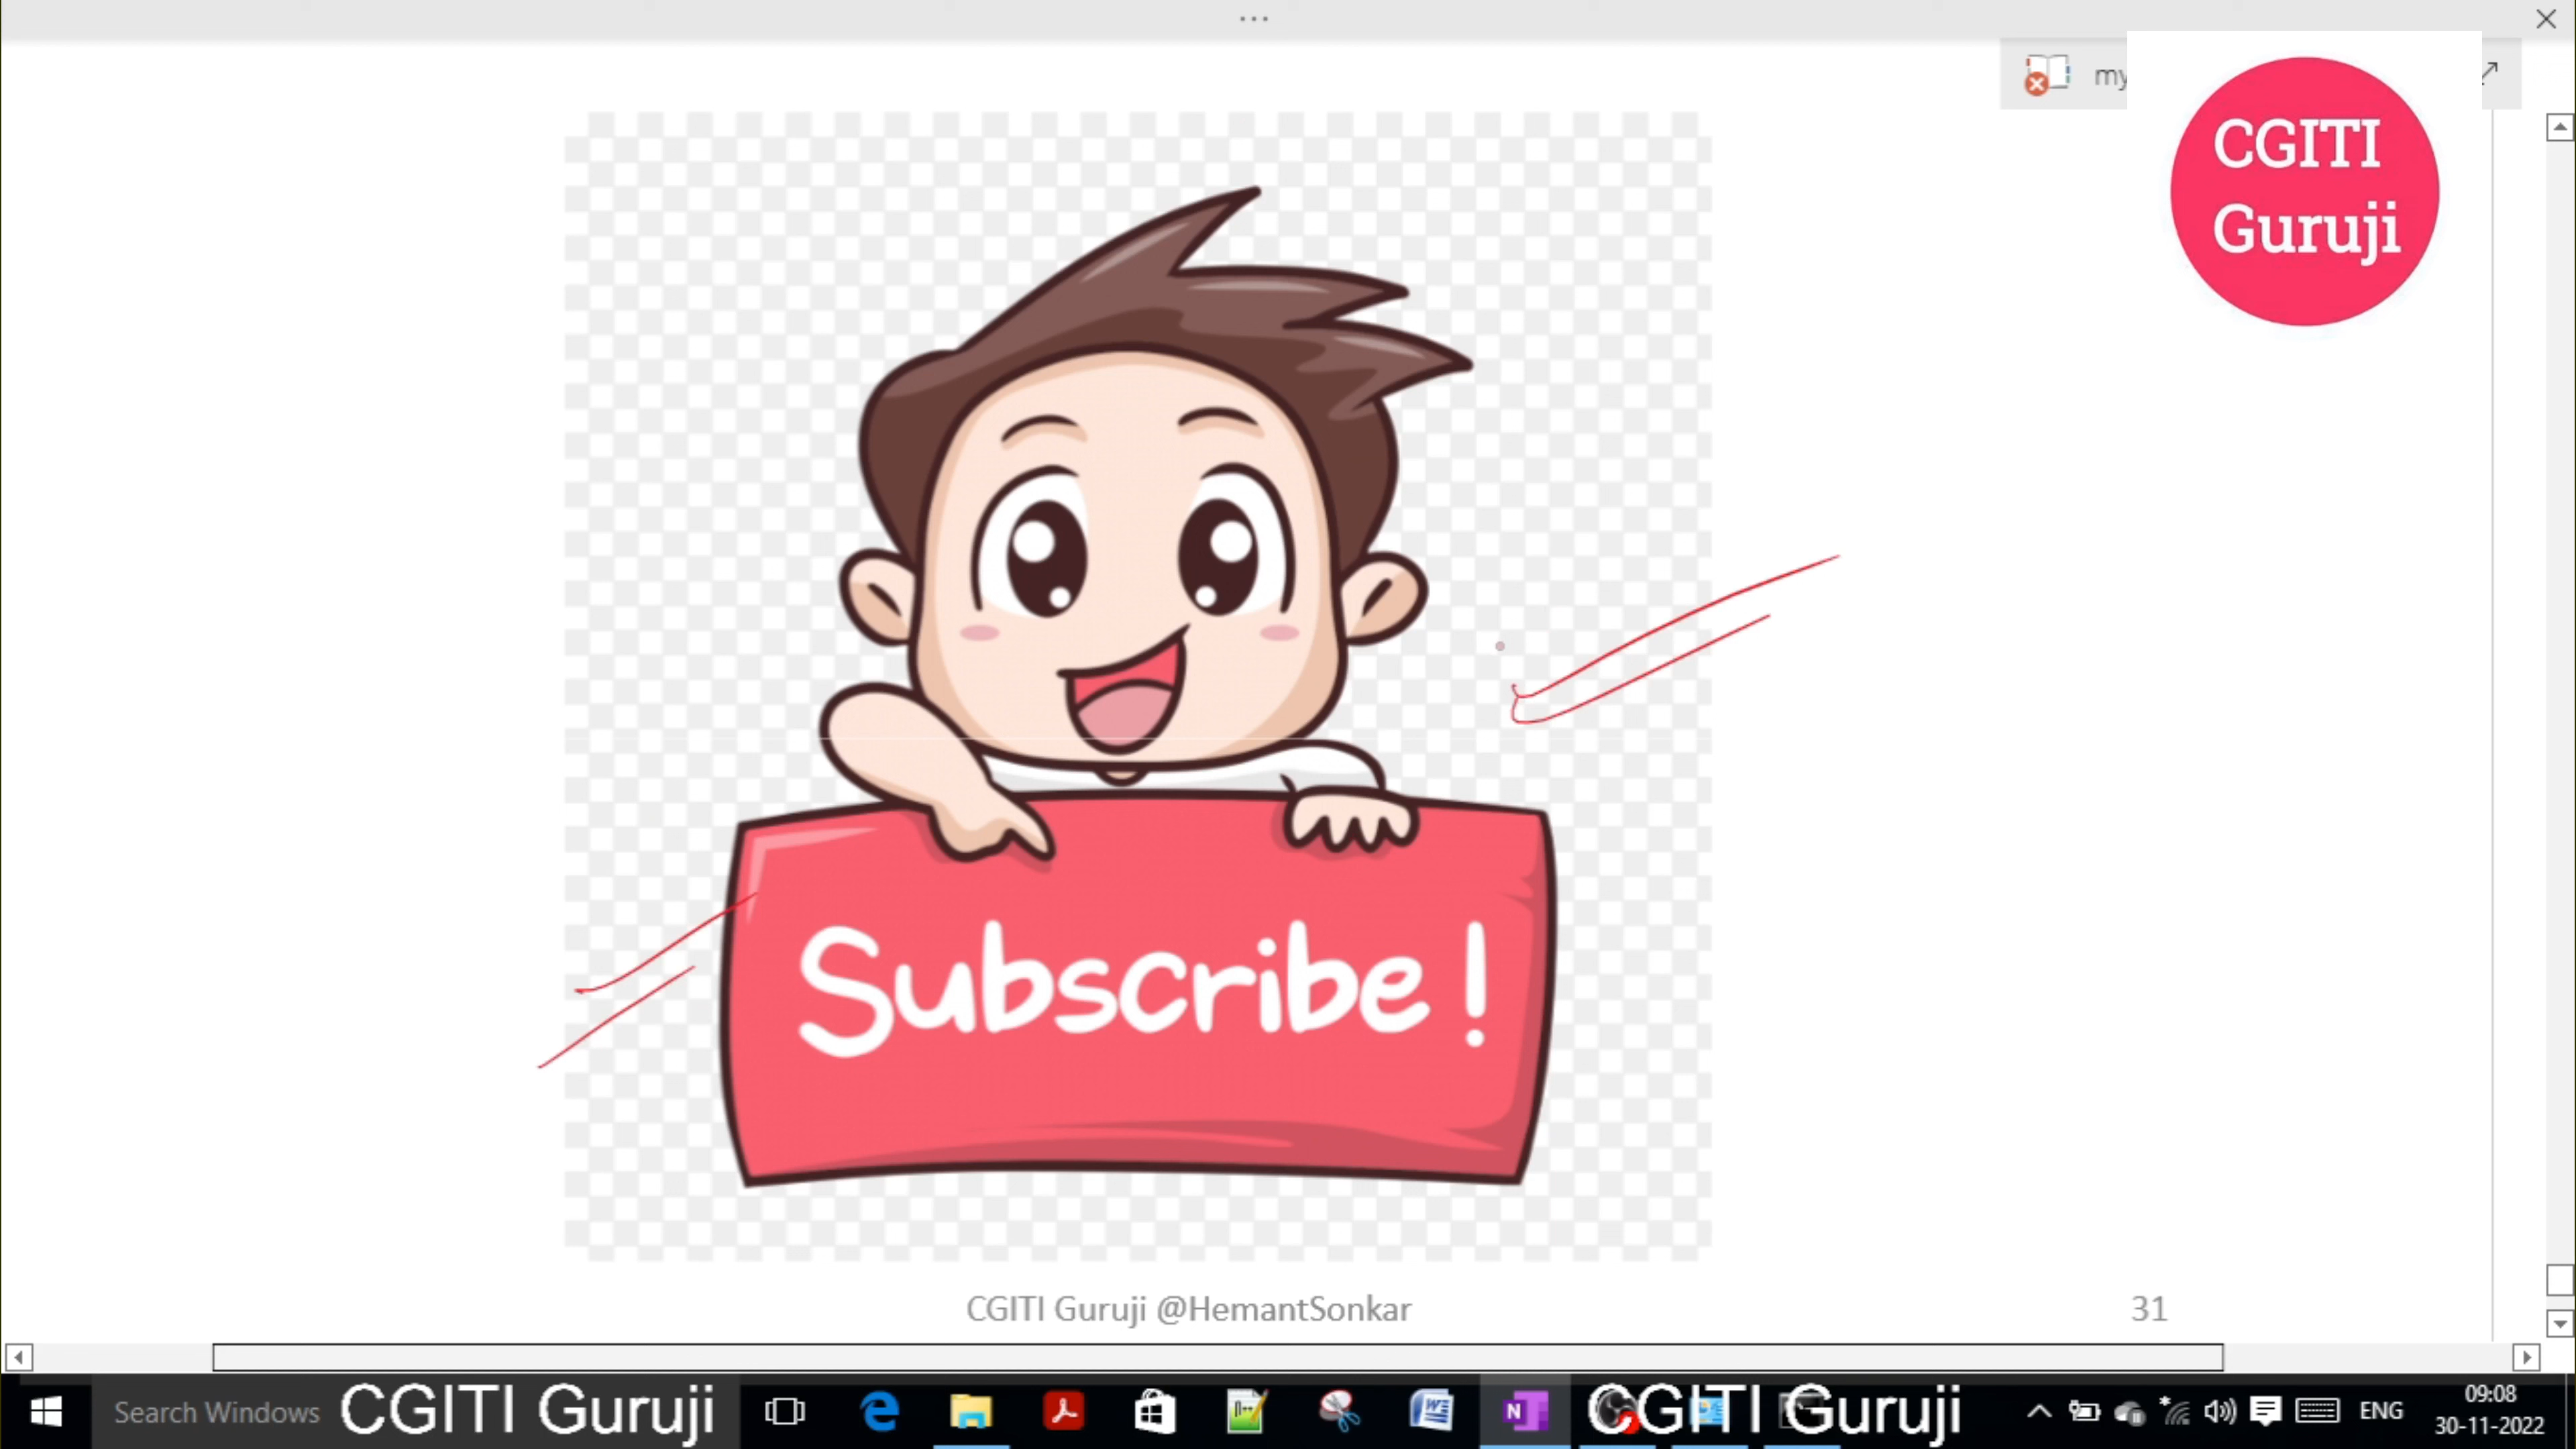 my
CGITI
Guruji
Subscribe !
CGITI Guruji @HemantSonkar
31
Search Windows
CGITI Guruji
CGITI Guruji
ENG
09:08
30-11-2022